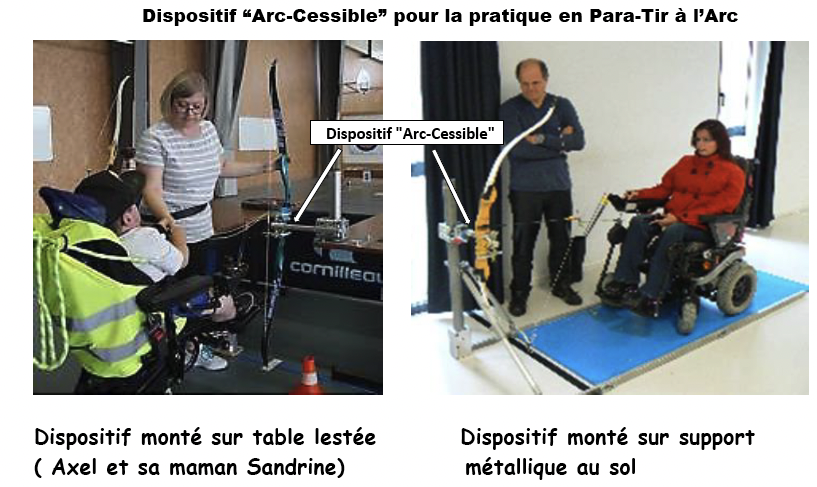 Dispositif “Arc-Cessible” pour la pratique en Para-Tir à l’Arc
Dispositif "Arc-Cessible"
cornilleau
Dispositif monté sur table lestée
( Axel et sa maman Sandrine)
Dispositif monté sur support
métallique au sol